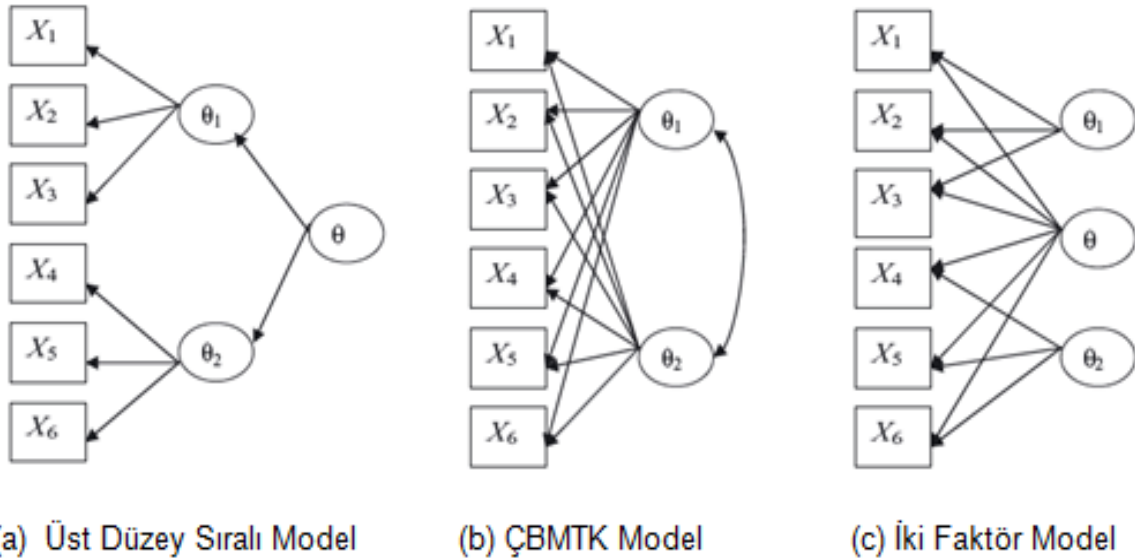 X1
X2
X3
X4
X5
X6
θ1
θ
θ2
(a) Üst Düzey Sıralı Model
X1
X2
X3
X4
X5
X6
θ1
θ2
(b) ÇBMTK Model
X1
X2
X3
X4
X5
X6
θ1
θ
θ2
(c) İki Faktör Model